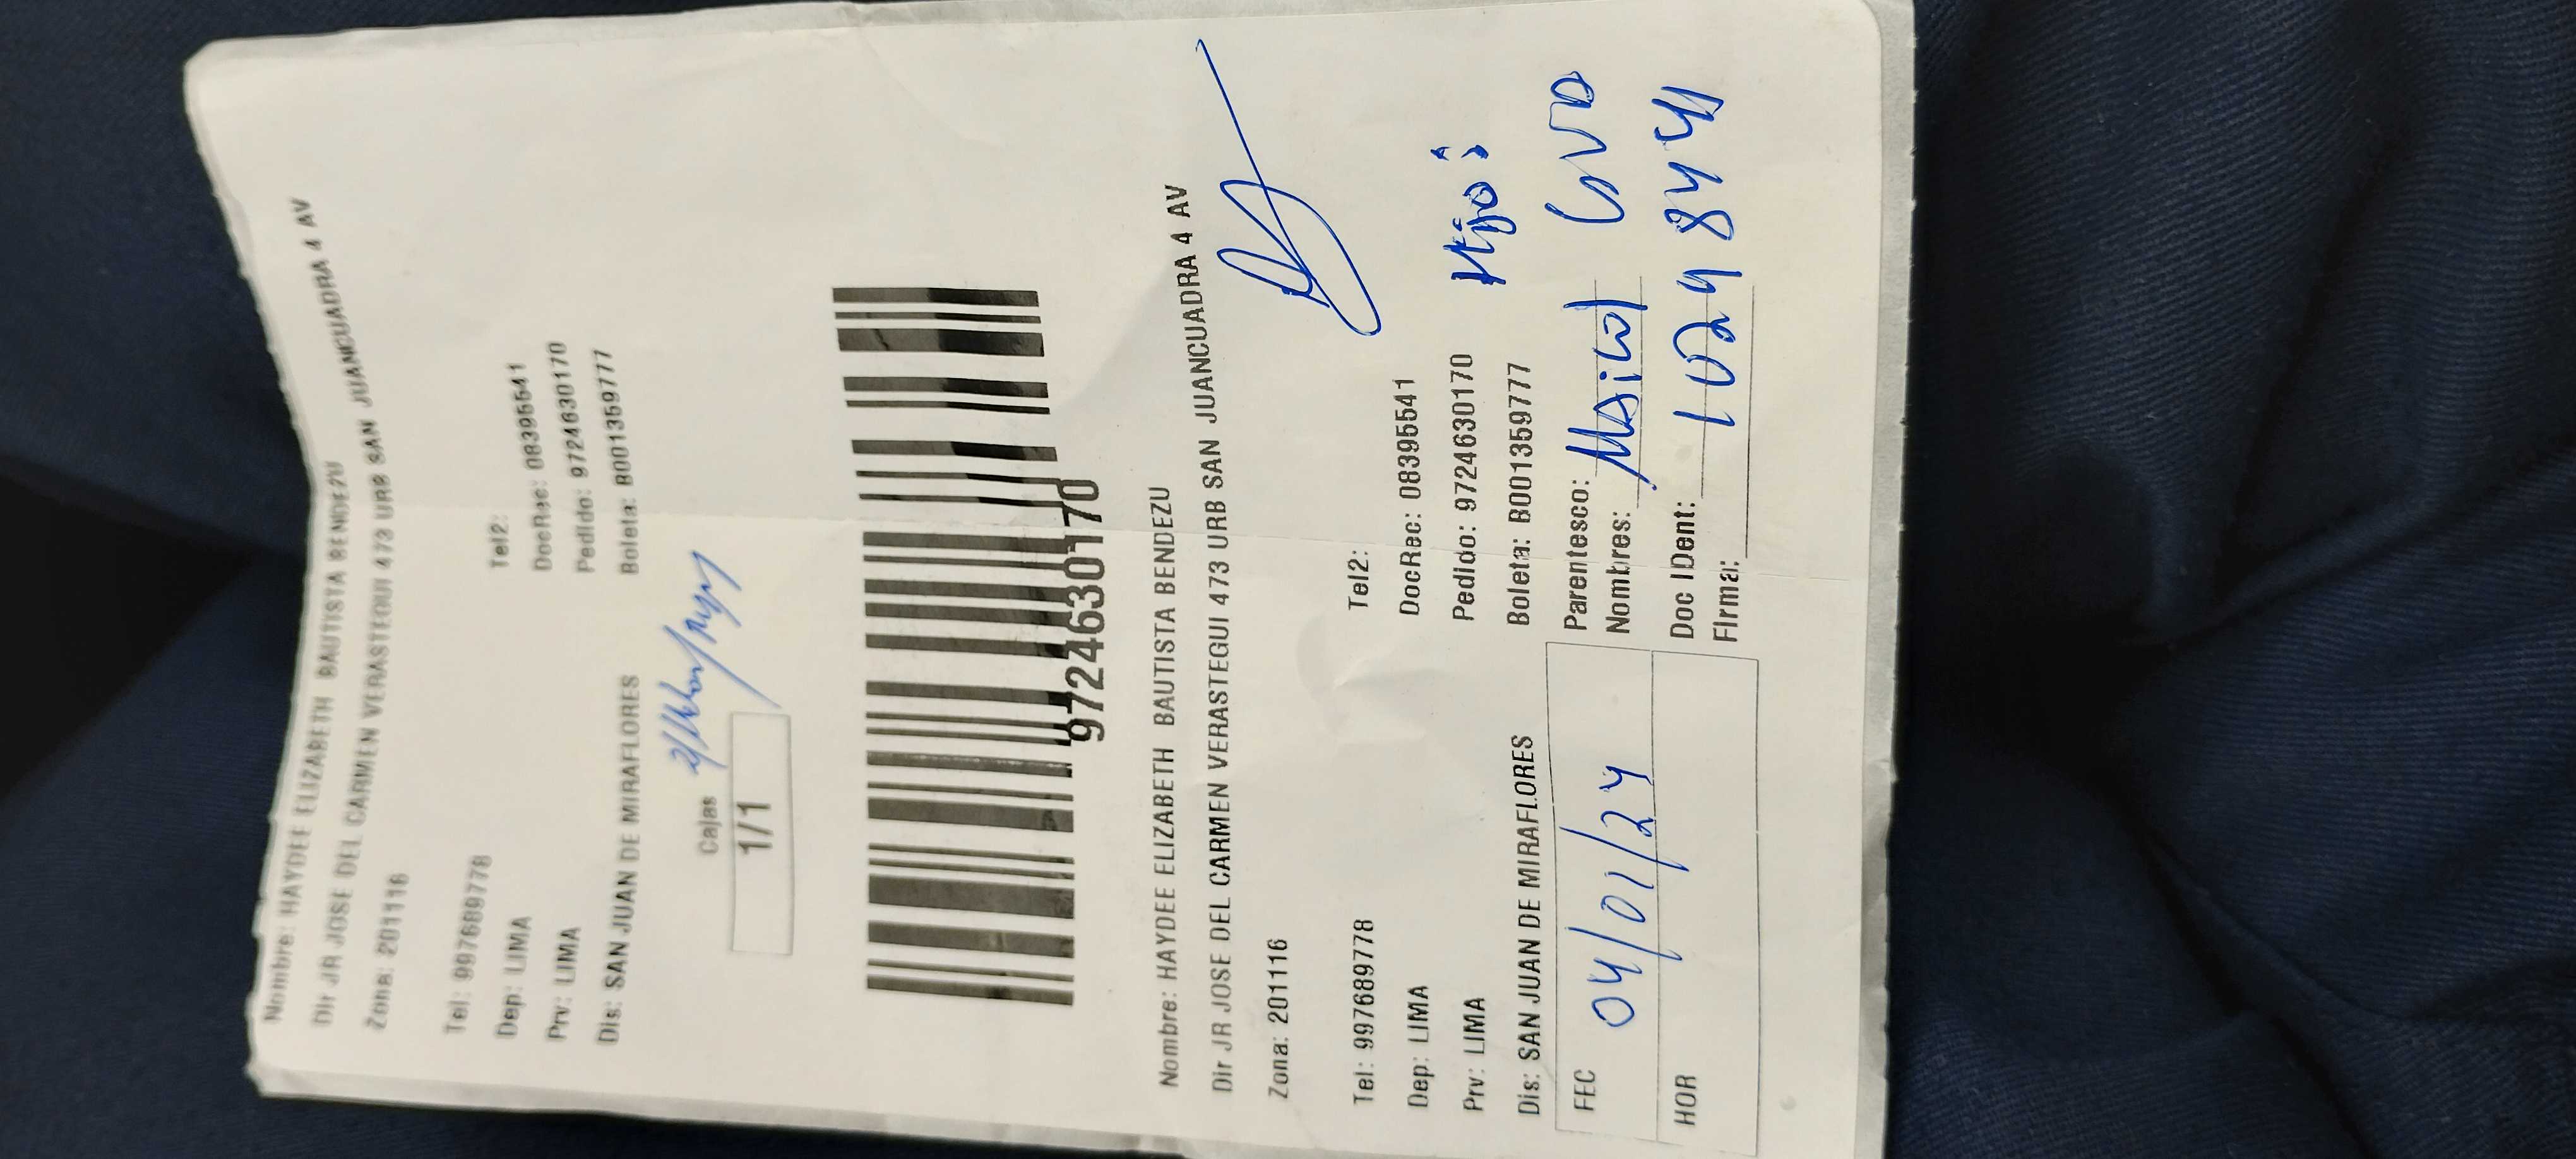 Nombre: HAYDEE ELIZABETH BAUTISTA BENDEZU
Dir JR JOSE DEL CARMEN VERASTEGUI 473 URB SAN JUANCUADRA 4 AV
Zona: 201116
Tel: 997689778 Tel2:
Dep: LIMA DocRec: 08395541
Prv: LIMA Pedido: 97246630170
Dis: SAN JUAN DE MIRAFLORES Boleta: B001359777
Cajas
1/1
97246630170
Nombre: HAYDEE ELIZABETH BAUTISTA BENDEZU
Dir JR JOSE DEL CARMEN VERASTEGUI 473 URB SAN JUANCUADRA 4 AV
Zona: 201116
Tel: 997689778 Tel2:
Dep: LIMA DocRec: 08395541
Prv: LIMA Pedido: 97246630170 Hijo
Dis: SAN JUAN DE MIRAFLORES Boleta: B001359777
FEC 04/01/24 Parentesco:
Nombres:
HOR Doc IDent:
Firma: